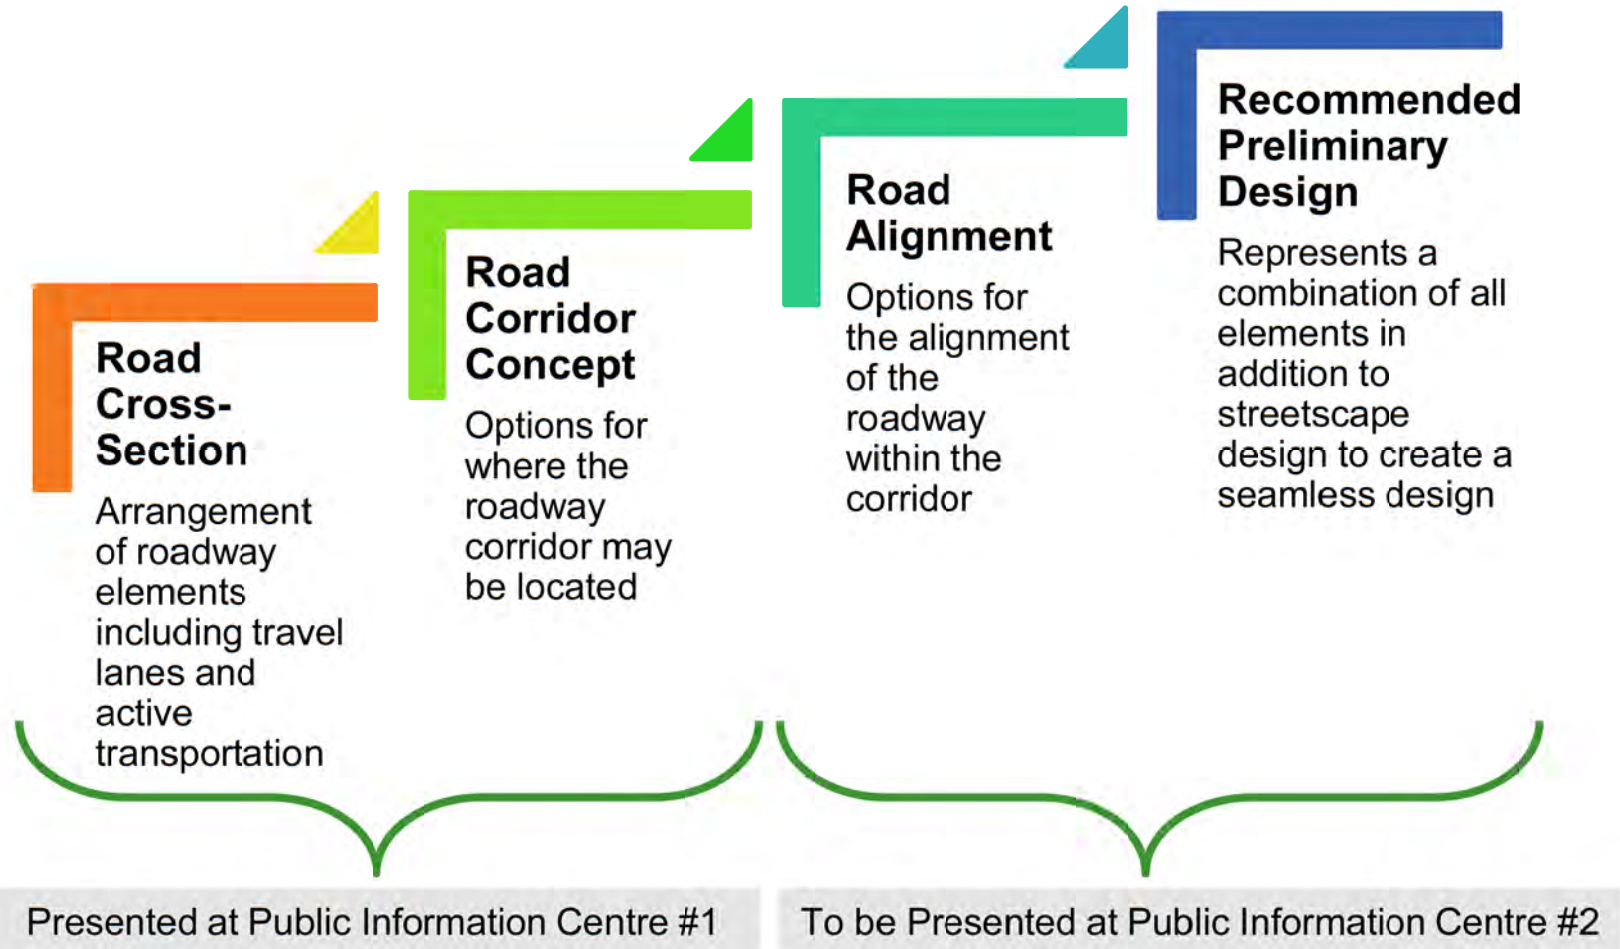 Road
Cross-
Section
Arrangement
of roadway
elements
including travel
lanes and
active
transportation
Road
Corridor
Concept
Options for
where the
roadway
corridor may
be located
Road
Alignment
Options for
the alignment
of the
roadway
within the
corridor
Recommended
Preliminary
Design
Represents a
combination of all
elements in
addition to
streetscape
design to create a
seamless design
Presented at Public Information Centre #1
To be Presented at Public Information Centre #2